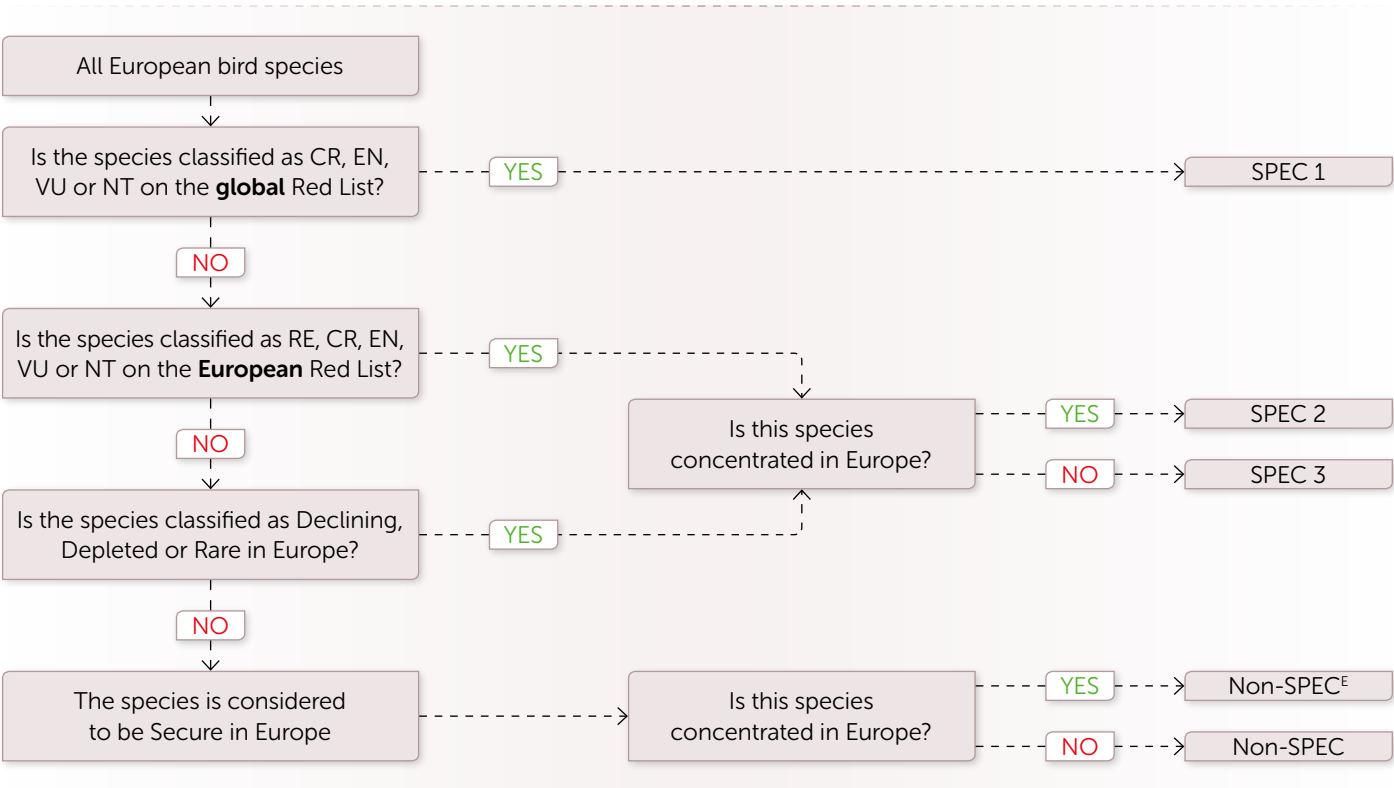 All European bird species
Is the species classified as CR, EN,
VU or NT on the global Red List?
YES
SPEC 1
NO
Is the species classified as RE, CR, EN,
VU or NT on the European Red List?
YES
Is this species
concentrated in Europe?
YES
SPEC 2
NO
SPEC 3
NO
Is the species classified as Declining,
Depleted or Rare in Europe?
YES
NO
The species is considered
to be Secure in Europe
Is this species
concentrated in Europe?
YES
Non-SPECᴱ
NO
Non-SPEC